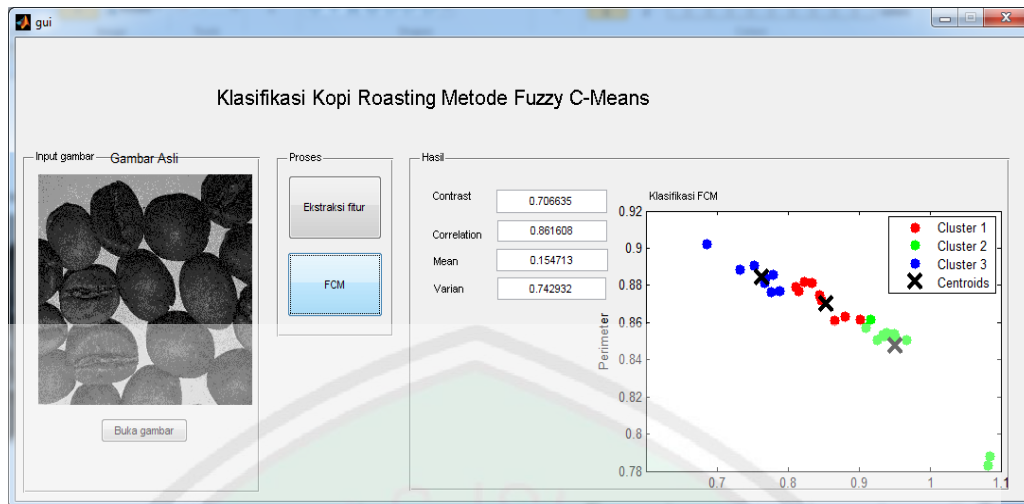 gui
Klasifikasi Kopi Roasting Metode Fuzzy C-Means
Input gambar
Gambar Asli
Buka gambar
Proses
Ekstraksi fitur
FCM
Hasil
Contrast 0.706635
Correlation 0.861608
Mean 0.154713
Varian 0.742932
Klasifikasi FCM
Perimeter
0.92
0.9
0.88
0.86
0.84
0.82
0.8
0.78
0.7 0.8 0.9 1 1.1
Cluster 1
Cluster 2
Cluster 3
Centroids